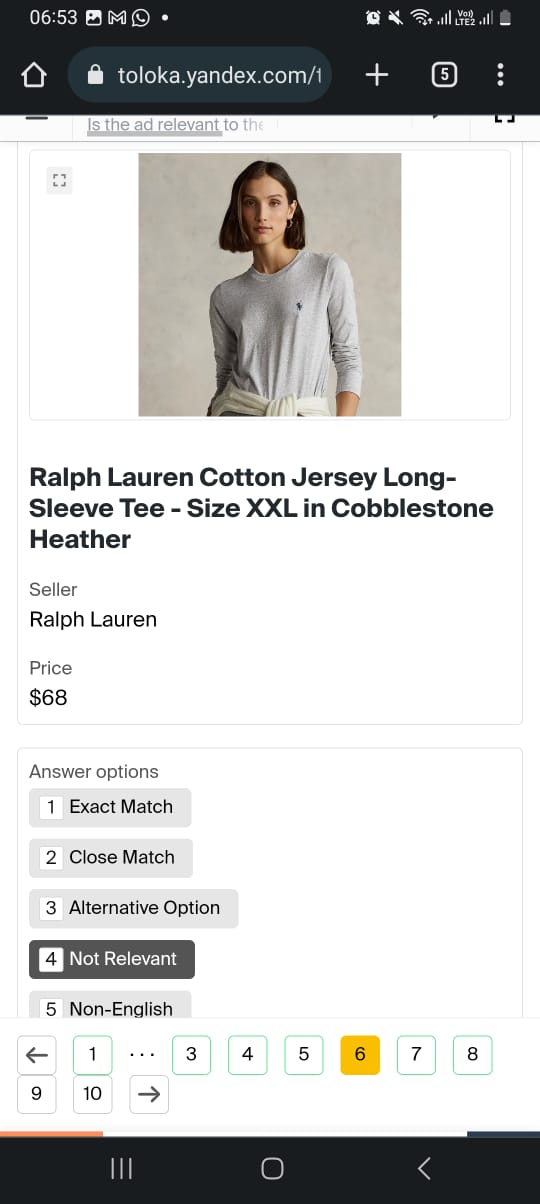 06:53
Vo))
LTE2
toloka.yandex.com/t
5
Is the ad relevant to the
Ralph Lauren Cotton Jersey Long-
Sleeve Tee - Size XXL in Cobblestone
Heather
Seller
Ralph Lauren
Price
$68
Answer options
1 Exact Match
2 Close Match
3 Alternative Option
4 Not Relevant
5 Non-English
1 ... 3 4 5 6 7 8
9 10